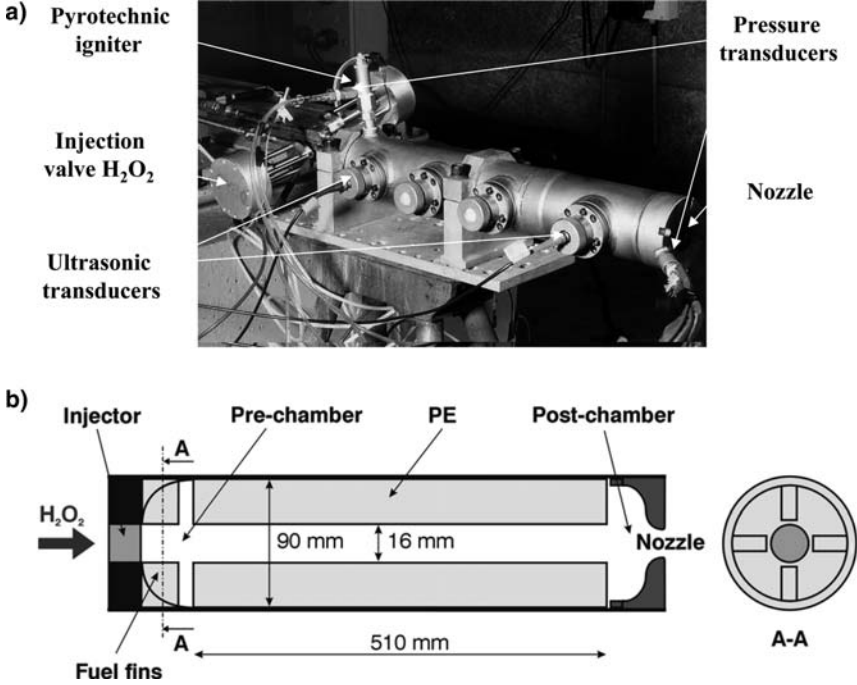 a)
Pyrotechnic
igniter
Pressure
transducers
Injection
valve H₂O₂
Nozzle
Ultrasonic
transducers
b)
Injector
Pre-chamber
PE
Post-chamber
A
H₂O₂
90 mm
16 mm
Nozzle
A
A-A
510 mm
Fuel fins